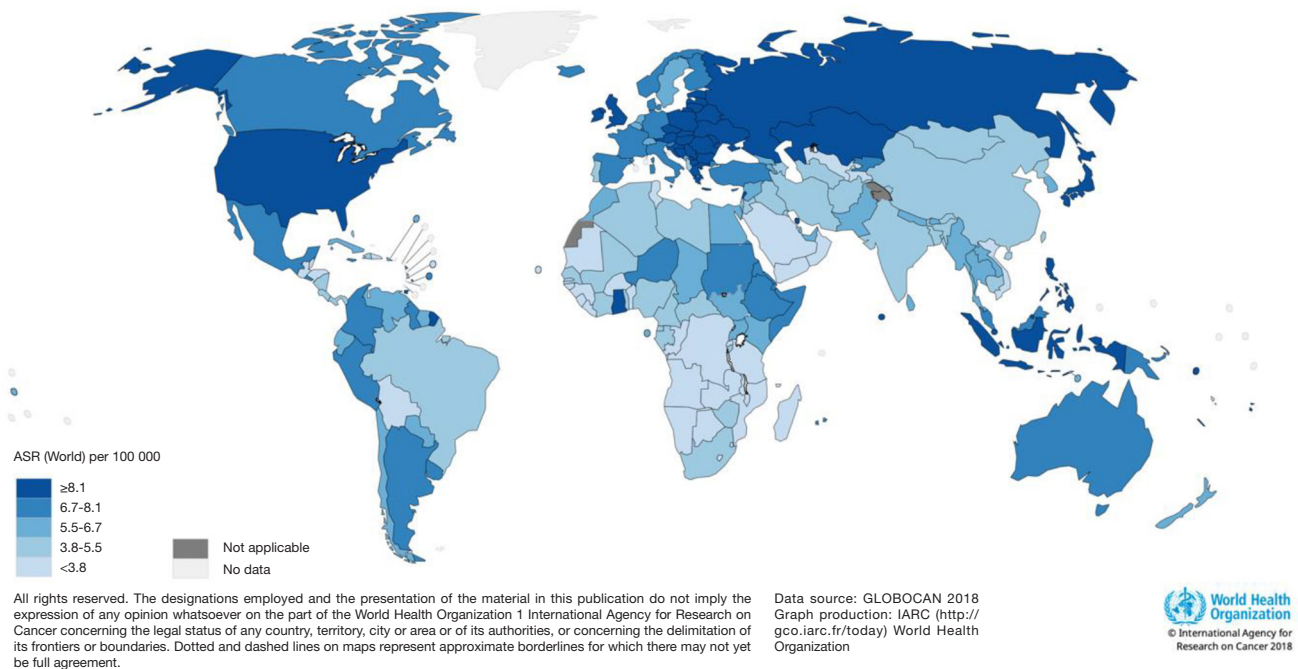 ASR (World) per 100 000
≥8.1
6.7-8.1
5.5-6.7
3.8-5.5
<3.8
Not applicable
No data
All rights reserved. The designations employed and the presentation of the material in this publication do not imply the
expression of any opinion whatsoever on the part of the World Health Organization 1 International Agency for Research on
Cancer concerning the legal status of any country, territory, city or area or of its authorities, or concerning the delimitation of
its frontiers or boundaries. Dotted and dashed lines on maps represent approximate borderlines for which there may not yet
be full agreement.
Data source: GLOBOCAN 2018
Graph production: IARC (http://
gco.iarc.fr/today) World Health
Organization
World Health
Organization
© International Agency for
Research on Cancer 2018